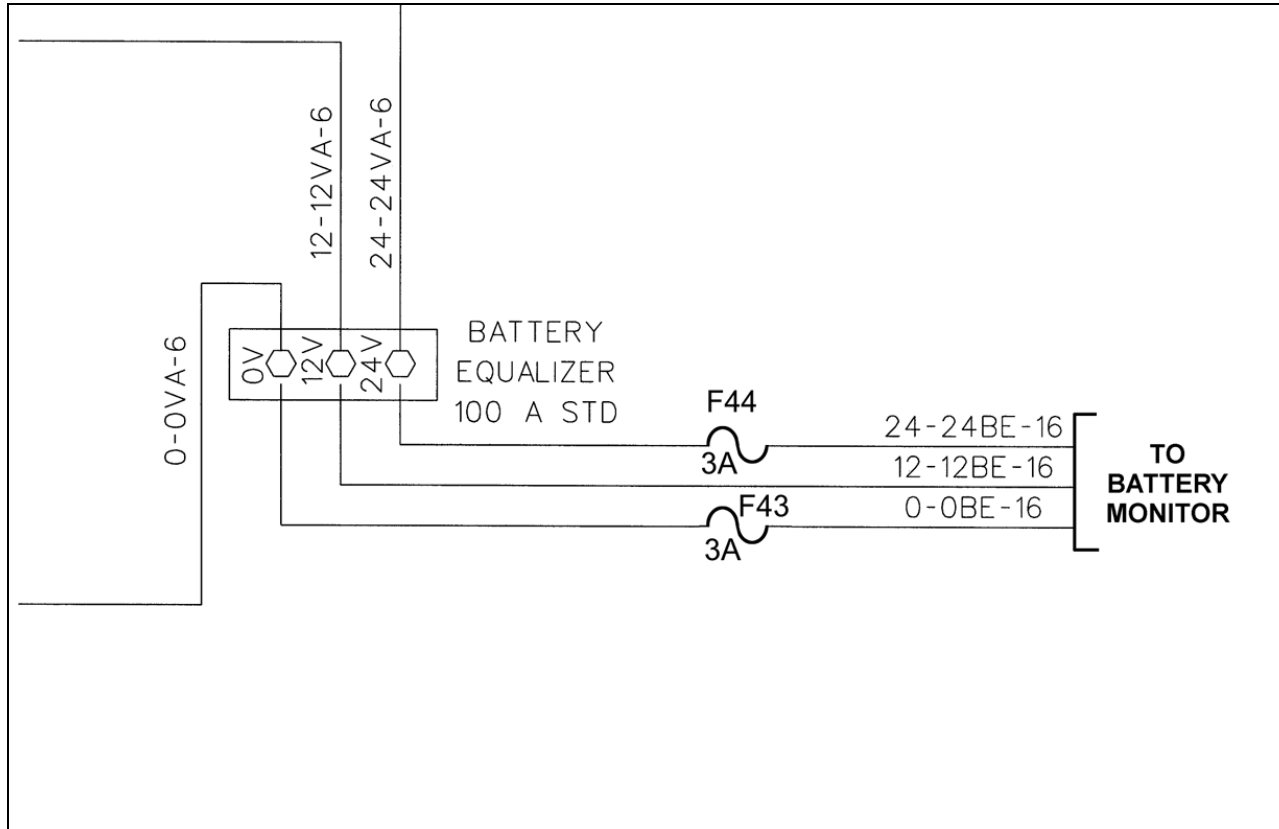 12-12VA-6
24-24VA-6
0-0VA-6
0V
12V
24V
BATTERY
EQUALIZER
100 A STD
F44
3A
24-24BE-16
12-12BE-16
F43
3A
0-0BE-16
TO
BATTERY
MONITOR